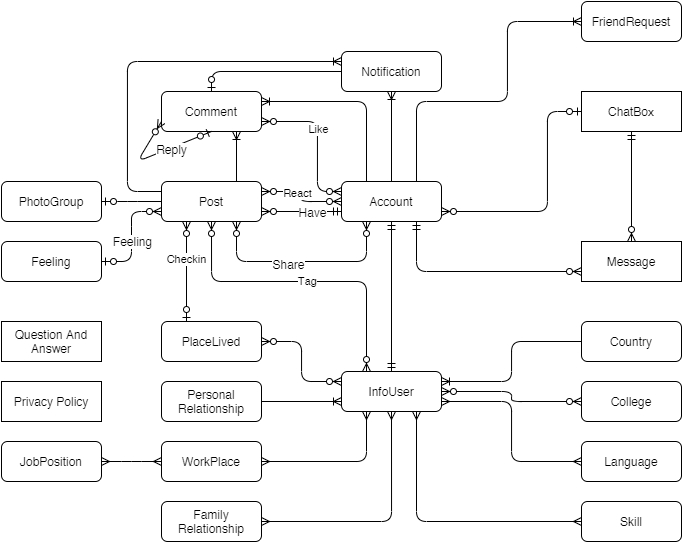 FriendRequest
Notification
Comment
ChatBox
Like
Reply
PhotoGroup
Post
React
Account
Have
Feeling
Feeling
Checkin
Share
Message
Tag
Question And
Answer
PlaceLived
Country
InfoUser
Privacy Policy
Personal
Relationship
College
JobPosition
WorkPlace
Language
Family
Relationship
Skill